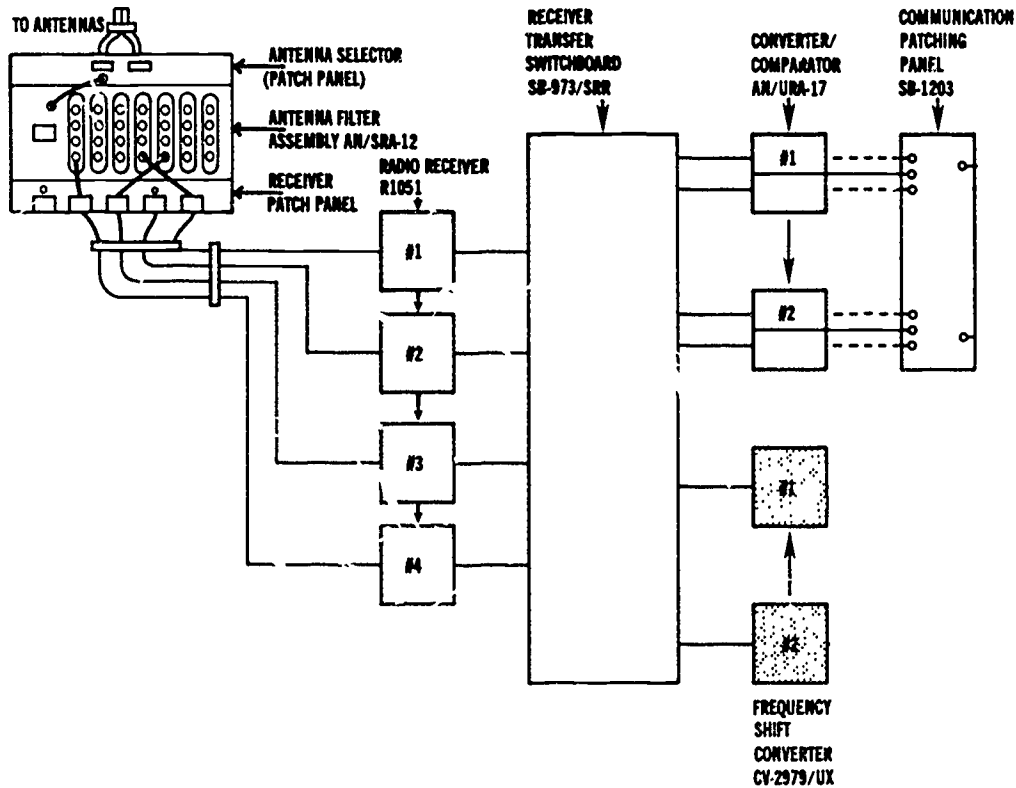 TO ANTENNAS
ANTENNA SELECTOR
(PATCH PANEL)
ANTENNA FILTER
ASSEMBLY AN/SRA-12
RECEIVER
PATCH PANEL
RADIO RECEIVER
R1051
#1
#2
#3
#4
RECEIVER
TRANSFER
SWITCHBOARD
SB-973/SRR
CONVERTER/
COMPARATOR
AN/URA-17
#1
#2
COMMUNICATION
PATCHING
PANEL
SB-1203
#1
#2
FREQUENCY
SHIFT
CONVERTER
CV-2979/UX